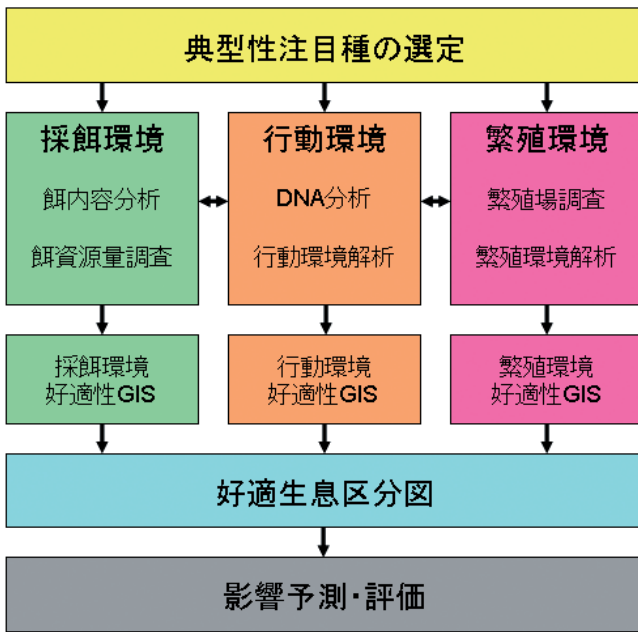 典型性注目種の選定
採餌環境
餌内容分析
餌資源量調査
行動環境
DNA分析
行動環境解析
繁殖環境
繁殖場調査
繁殖環境解析
採餌環境
好適性GIS
行動環境
好適性GIS
繁殖環境
好適性GIS
好適生息区分図
影響予測・評価